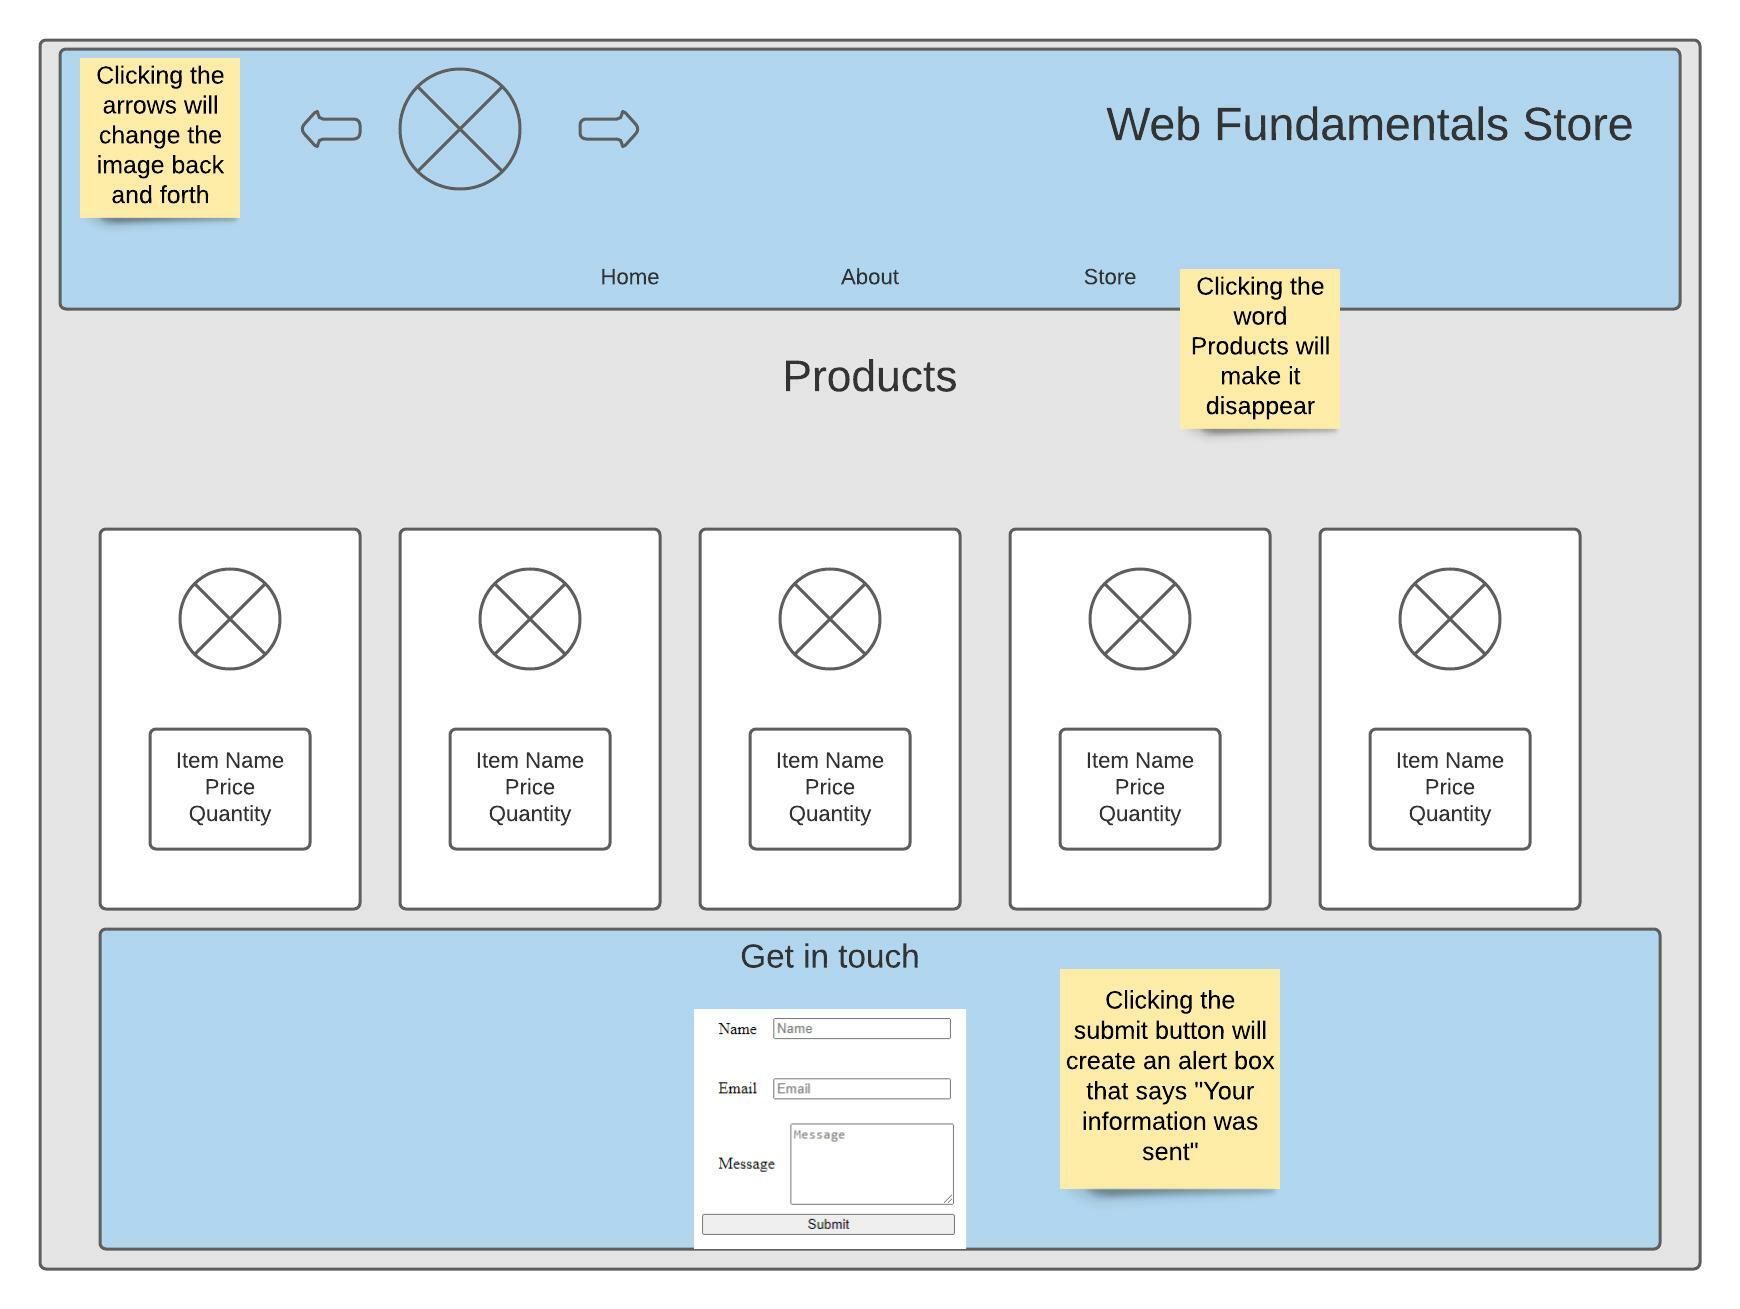 Clicking the
arrows will
change the
image back
and forth
Web Fundamentals Store
Home
About
Store
Clicking the
word
Products will
make it
disappear
Products
Item Name
Price
Quantity
Item Name
Price
Quantity
Item Name
Price
Quantity
Item Name
Price
Quantity
Item Name
Price
Quantity
Get in touch
Name
Name
Email
Email
Message
Message
Submit
Clicking the
submit button will
create an alert box
that says "Your
information was
sent"